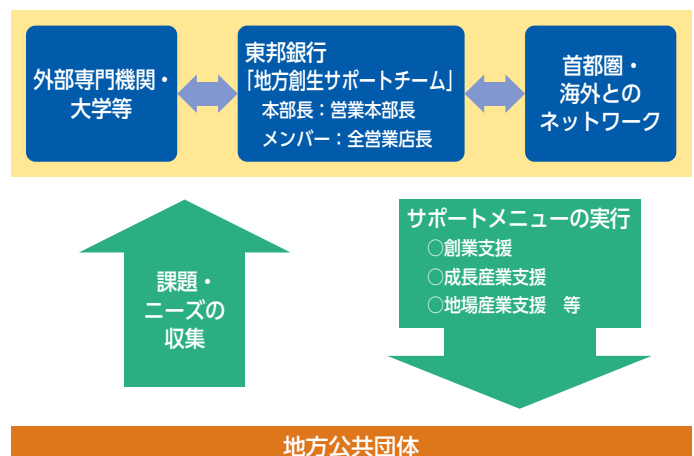 外部専門機関・
大学等
東邦銀行
「地方創生サポートチーム」
本部長：営業本部長
メンバー：全営業店長
首都圏・
海外との
ネットワーク
課題・
ニーズの
収集
サポートメニューの実行
○創業支援
○成長産業支援
○地場産業支援　等
地方公共団体